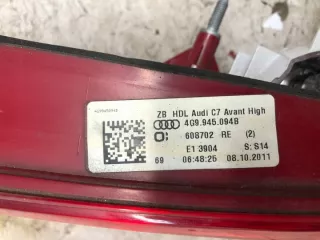 ZB HDL Audi C7 Avant High
4G9.945.094B
608702 RE (2)
E1 3904 S: S14
69 06:48:26 08.10.2011